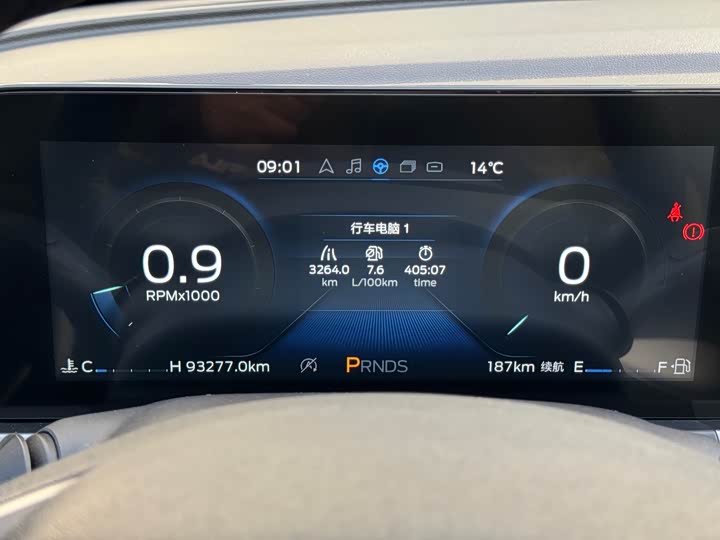 09:01 14℃
行车电脑 1
3264.0 7.6 405:07
km L/100km time
0.9
RPMx1000
0
km/h
C H 93277.0km PRNDS 187km 续航 E F